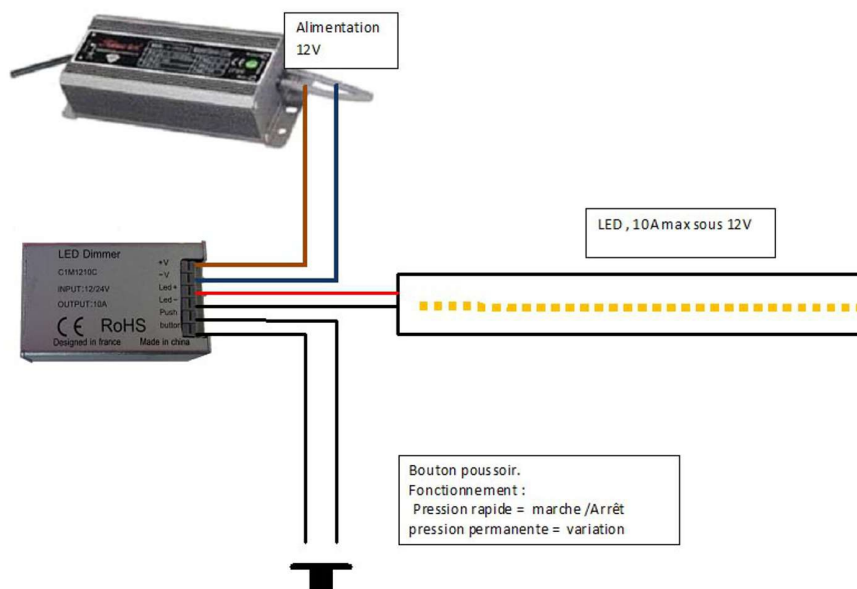 Alimentation
12V
LED , 10A max sous 12V
LED Dimmer
C1M1210C
INPUT:12/24V
OUTPUT:10A
CE RoHS
Designed in france Made in china
+V
-V
Led+
Led-
Push
button
Bouton poussoir.
Fonctionnement :
Pression rapide = marche /Arrêt
pression permanente = variation